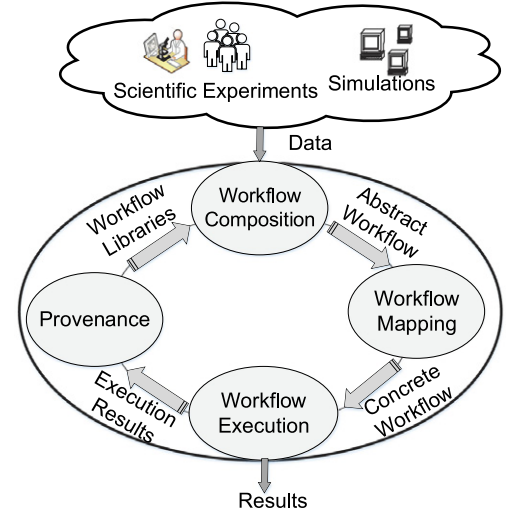 Scientific Experiments
Simulations
Data
Workflow
Composition
Workflow
Libraries
Abstract
Workflow
Provenance
Workflow
Mapping
Execution
Results
Workflow
Execution
Concrete
Workflow
Results